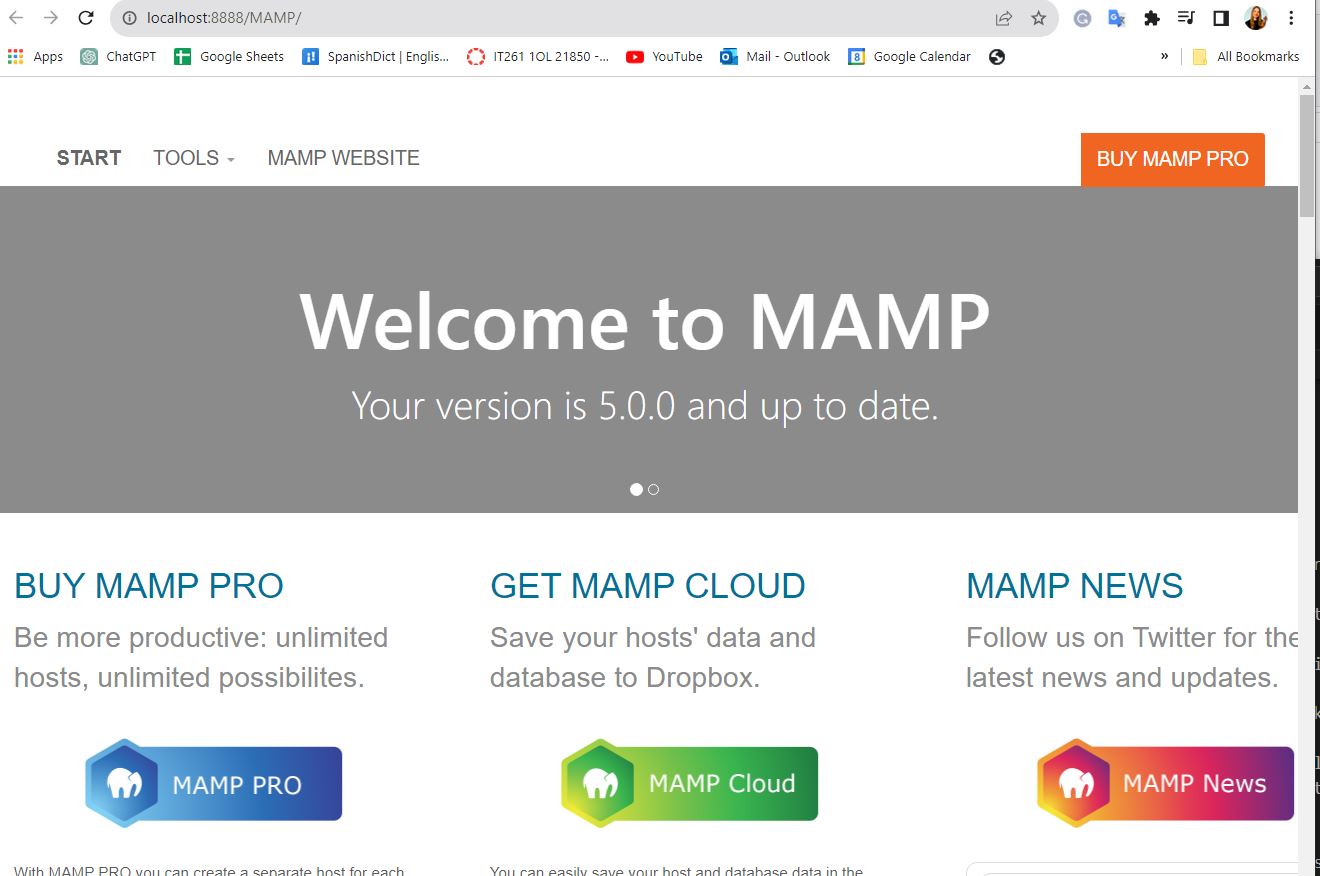 localhost:8888/MAMP/
Apps
ChatGPT
Google Sheets
SpanishDict | Englis...
IT261 1OL 21850 -...
YouTube
Mail - Outlook
Google Calendar
»
All Bookmarks
START
TOOLS
MAMP WEBSITE
BUY MAMP PRO
Welcome to MAMP
Your version is 5.0.0 and up to date.
BUY MAMP PRO
Be more productive: unlimited
hosts, unlimited possibilites.
MAMP PRO
With MAMP PRO you can create a separate host for each
GET MAMP CLOUD
Save your hosts' data and
database to Dropbox.
MAMP Cloud
You can easily save your host and database data in the
MAMP NEWS
Follow us on Twitter for the
latest news and updates.
MAMP News